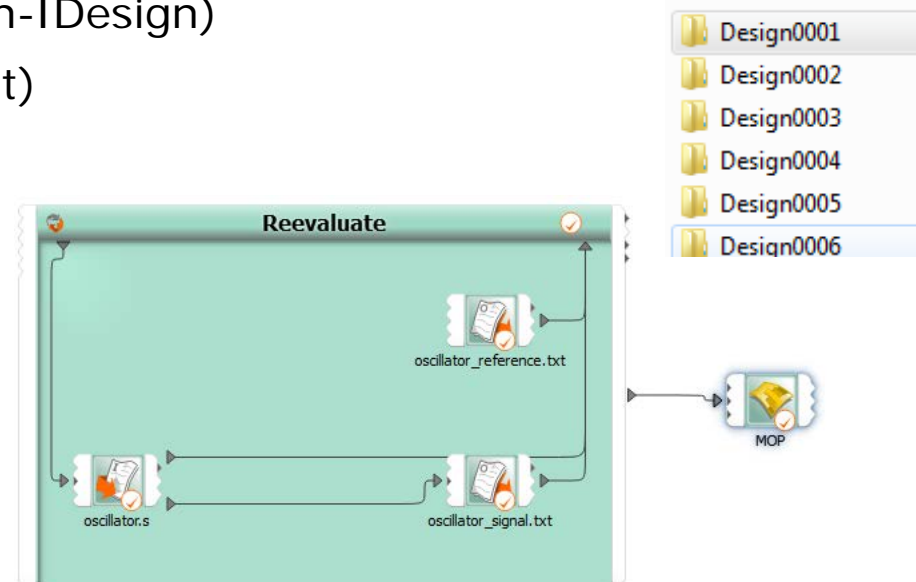 n-IDesign)
t)
Design0001
Design0002
Design0003
Design0004
Design0005
Design0006
Reevaluate
oscillator_reference.txt
MOP
oscillator.s
oscillator_signal.txt